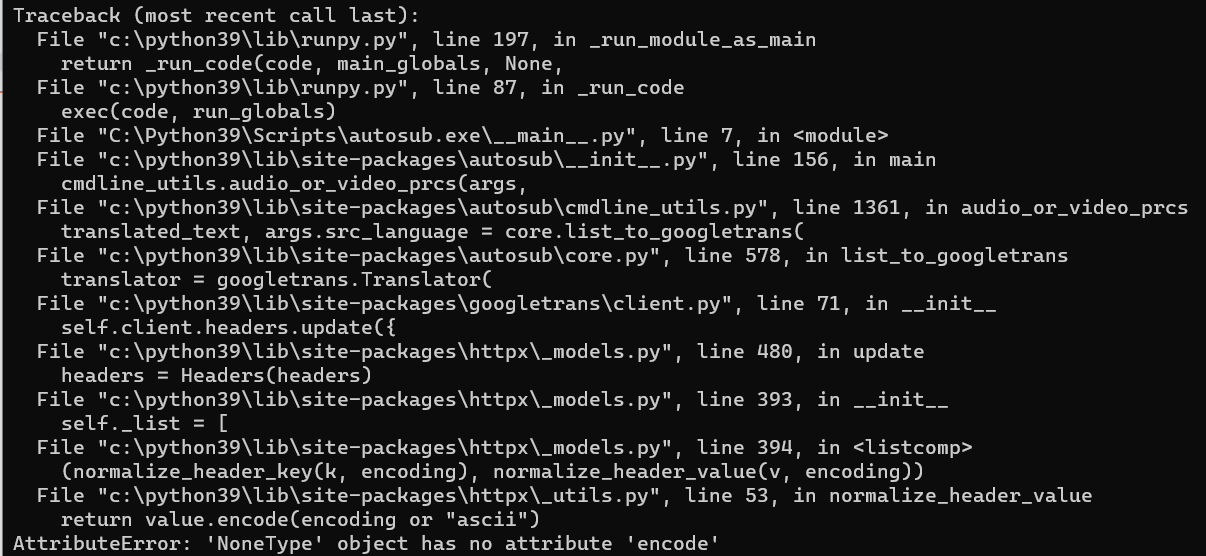 Traceback (most recent call last):
  File "c:\python39\lib\runpy.py", line 197, in _run_module_as_main
    return _run_code(code, main_globals, None,
  File "c:\python39\lib\runpy.py", line 87, in _run_code
    exec(code, run_globals)
  File "C:\Python39\Scripts\autosub.exe\__main__.py", line 7, in <module>
  File "c:\python39\lib\site-packages\autosub\__init__.py", line 156, in main
    cmdline_utils.audio_or_video_prcs(args,
  File "c:\python39\lib\site-packages\autosub\cmdline_utils.py", line 1361, in audio_or_video_prcs
    translated_text, args.src_language = core.list_to_googletrans(
  File "c:\python39\lib\site-packages\autosub\core.py", line 578, in list_to_googletrans
    translator = googletrans.Translator(
  File "c:\python39\lib\site-packages\googletrans\client.py", line 71, in __init__
    self.client.headers.update({
  File "c:\python39\lib\site-packages\httpx\_models.py", line 480, in update
    headers = Headers(headers)
  File "c:\python39\lib\site-packages\httpx\_models.py", line 393, in __init__
    self._list = [
  File "c:\python39\lib\site-packages\httpx\_models.py", line 394, in <listcomp>
    (normalize_header_key(k, encoding), normalize_header_value(v, encoding))
  File "c:\python39\lib\site-packages\httpx\_utils.py", line 53, in normalize_header_value
    return value.encode(encoding or "ascii")
AttributeError: 'NoneType' object has no attribute 'encode'